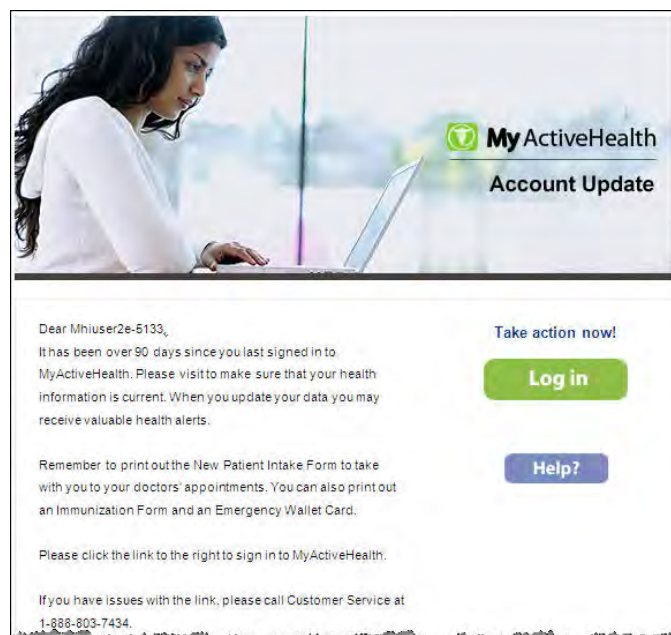 My ActiveHealth
Account Update
Dear Mhiuser2e-5133,
It has been over 90 days since you last signed in to
MyActiveHealth. Please visit to make sure that your health
information is current. When you update your data you may
receive valuable health alerts.
Remember to print out the New Patient Intake Form to take
with you to your doctors' appointments. You can also print out
an Immunization Form and an Emergency Wallet Card.
Please click the link to the right to sign in to MyActiveHealth.
If you have issues with the link, please call Customer Service at
1-888-803-7434.
Take action now!
Log in
Help?